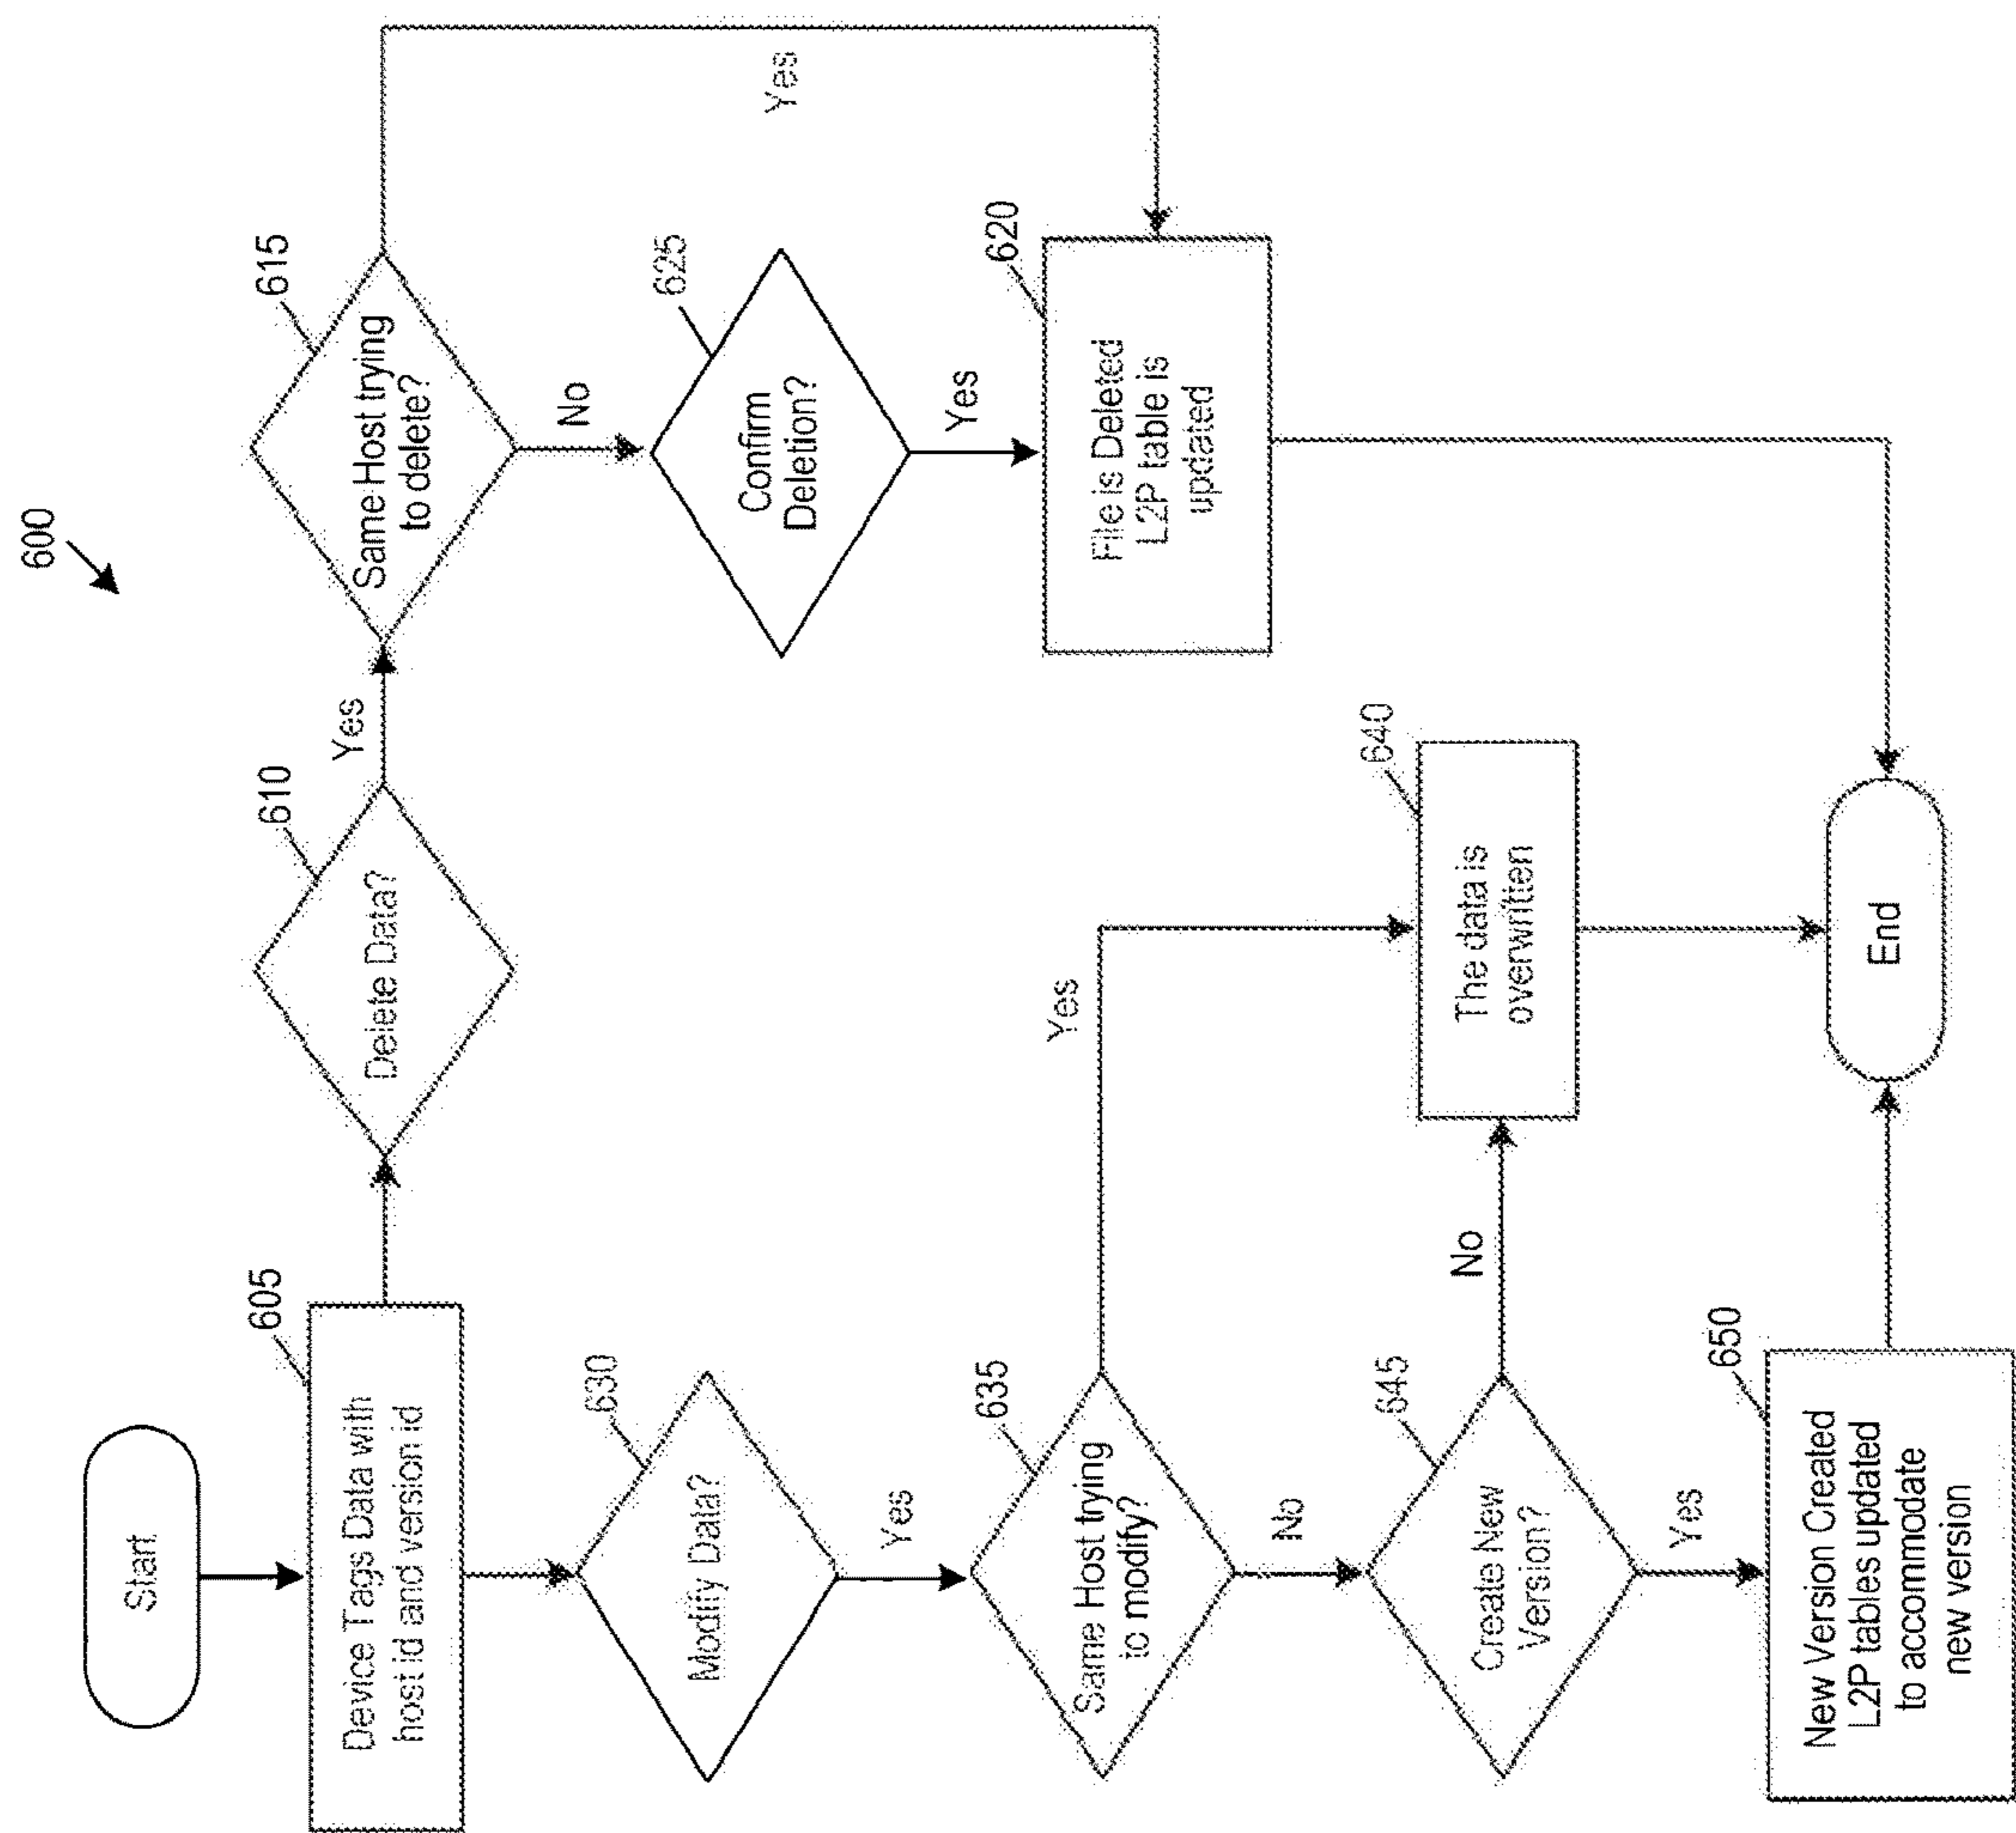 600
Start
605
Device Tags Data with
host id and version id
610
Delete Data?
Yes
615
Same Host trying
to delete?
Yes
No
625
Confirm
Deletion?
Yes
620
File is Deleted
L2P table is
updated
630
Modify Data?
Yes
635
Same Host trying
to modify?
Yes
No
640
The data is
overwritten
645
Create New
Version?
No
Yes
650
New Version Created
L2P tables updated
to accommodate
new version
End